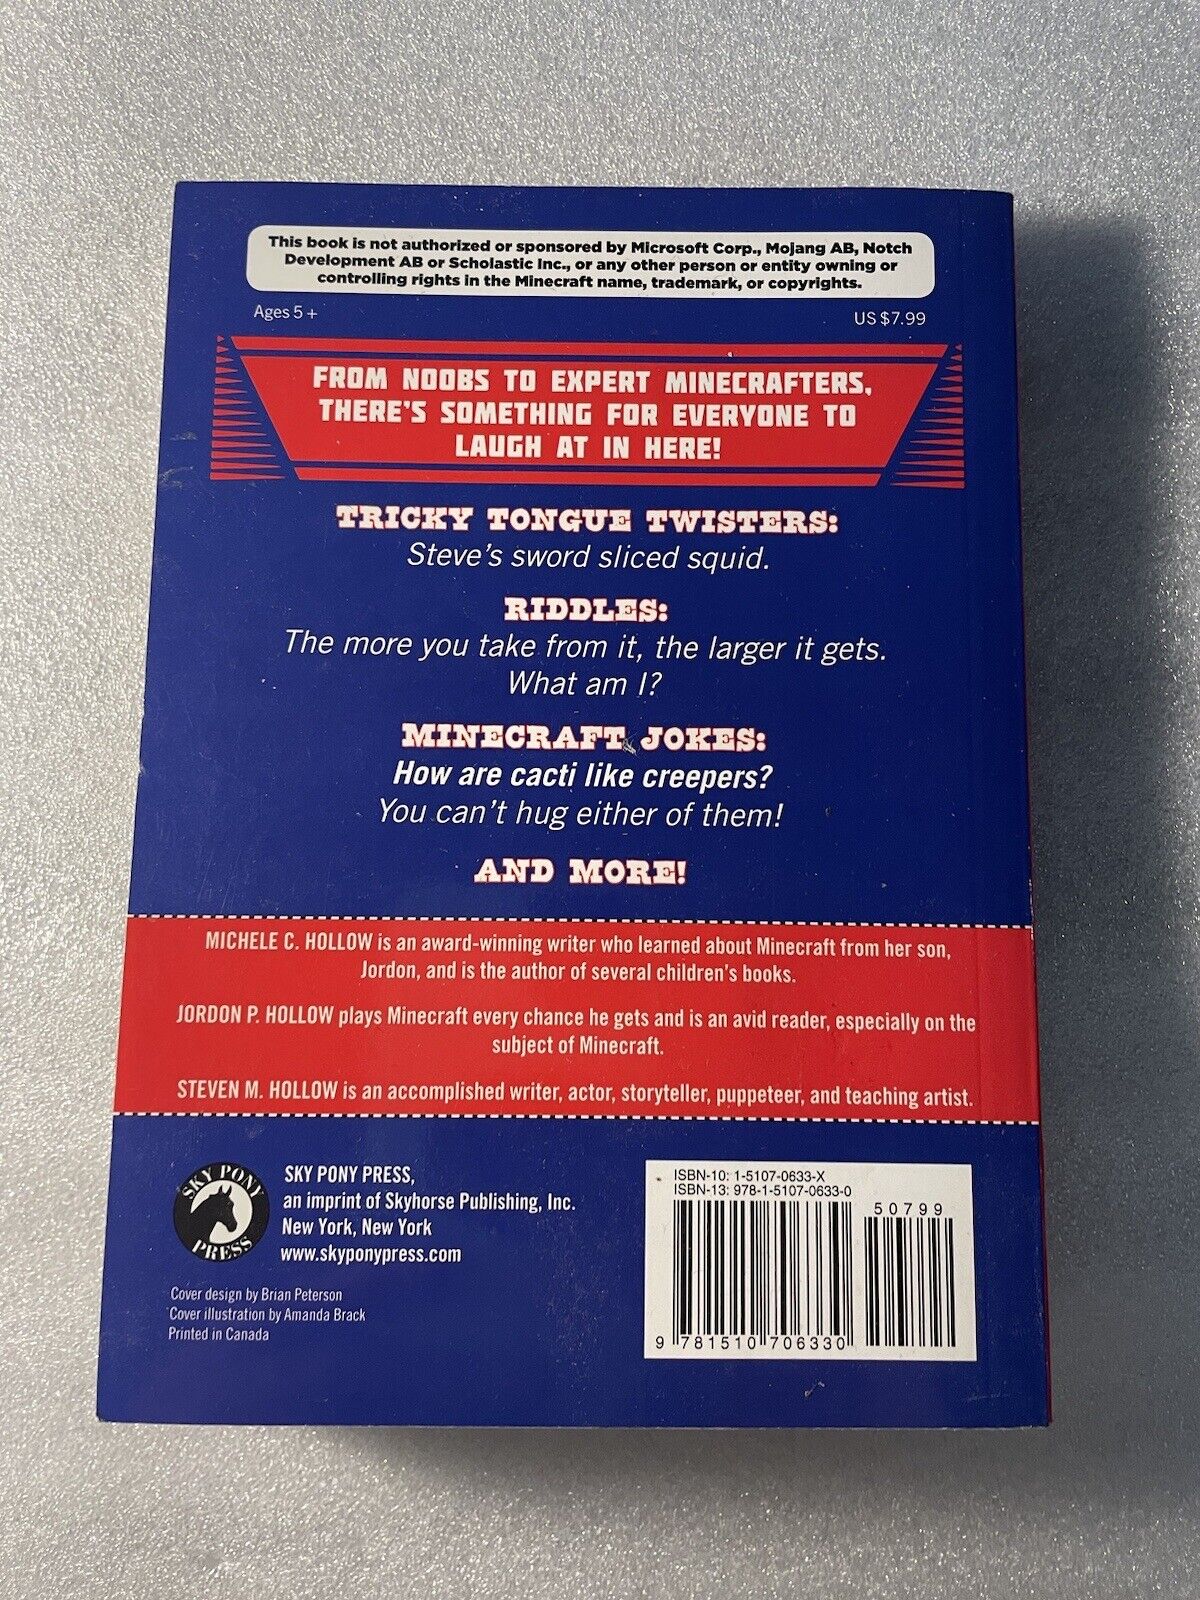 This book is not authorized or sponsored by Microsoft Corp., Mojang AB, Notch
Development AB or Scholastic Inc., or any other person or entity owning or
controlling rights in the Minecraft name, trademark, or copyrights.
Ages 5 +
US $7.99
FROM NOOBS TO EXPERT MINECRAFTERS,
THERE'S SOMETHING FOR EVERYONE TO
LAUGH AT IN HERE!
TRICKY TONGUE TWISTERS:
Steve's sword sliced squid.
RIDDLES:
The more you take from it, the larger it gets.
What am I?
MINECRAFT JOKES:
How are cacti like creepers?
You can't hug either of them!
AND MORE!
MICHELE C. HOLLOW is an award-winning writer who learned about Minecraft from her son,
Jordon, and is the author of several children's books.
JORDON P. HOLLOW plays Minecraft every chance he gets and is an avid reader, especially on the
subject of Minecraft.
STEVEN M. HOLLOW is an accomplished writer, actor, storyteller, puppeteer, and teaching artist.
SKY PONY
PRESS
SKY PONY PRESS,
an imprint of Skyhorse Publishing, Inc.
New York, New York
www.skyponypress.com
Cover design by Brian Peterson
Cover illustration by Amanda Brack
Printed in Canada
ISBN-10: 1-5107-0633-X
ISBN-13: 978-1-5107-0633-0
50799
9 781510 706330